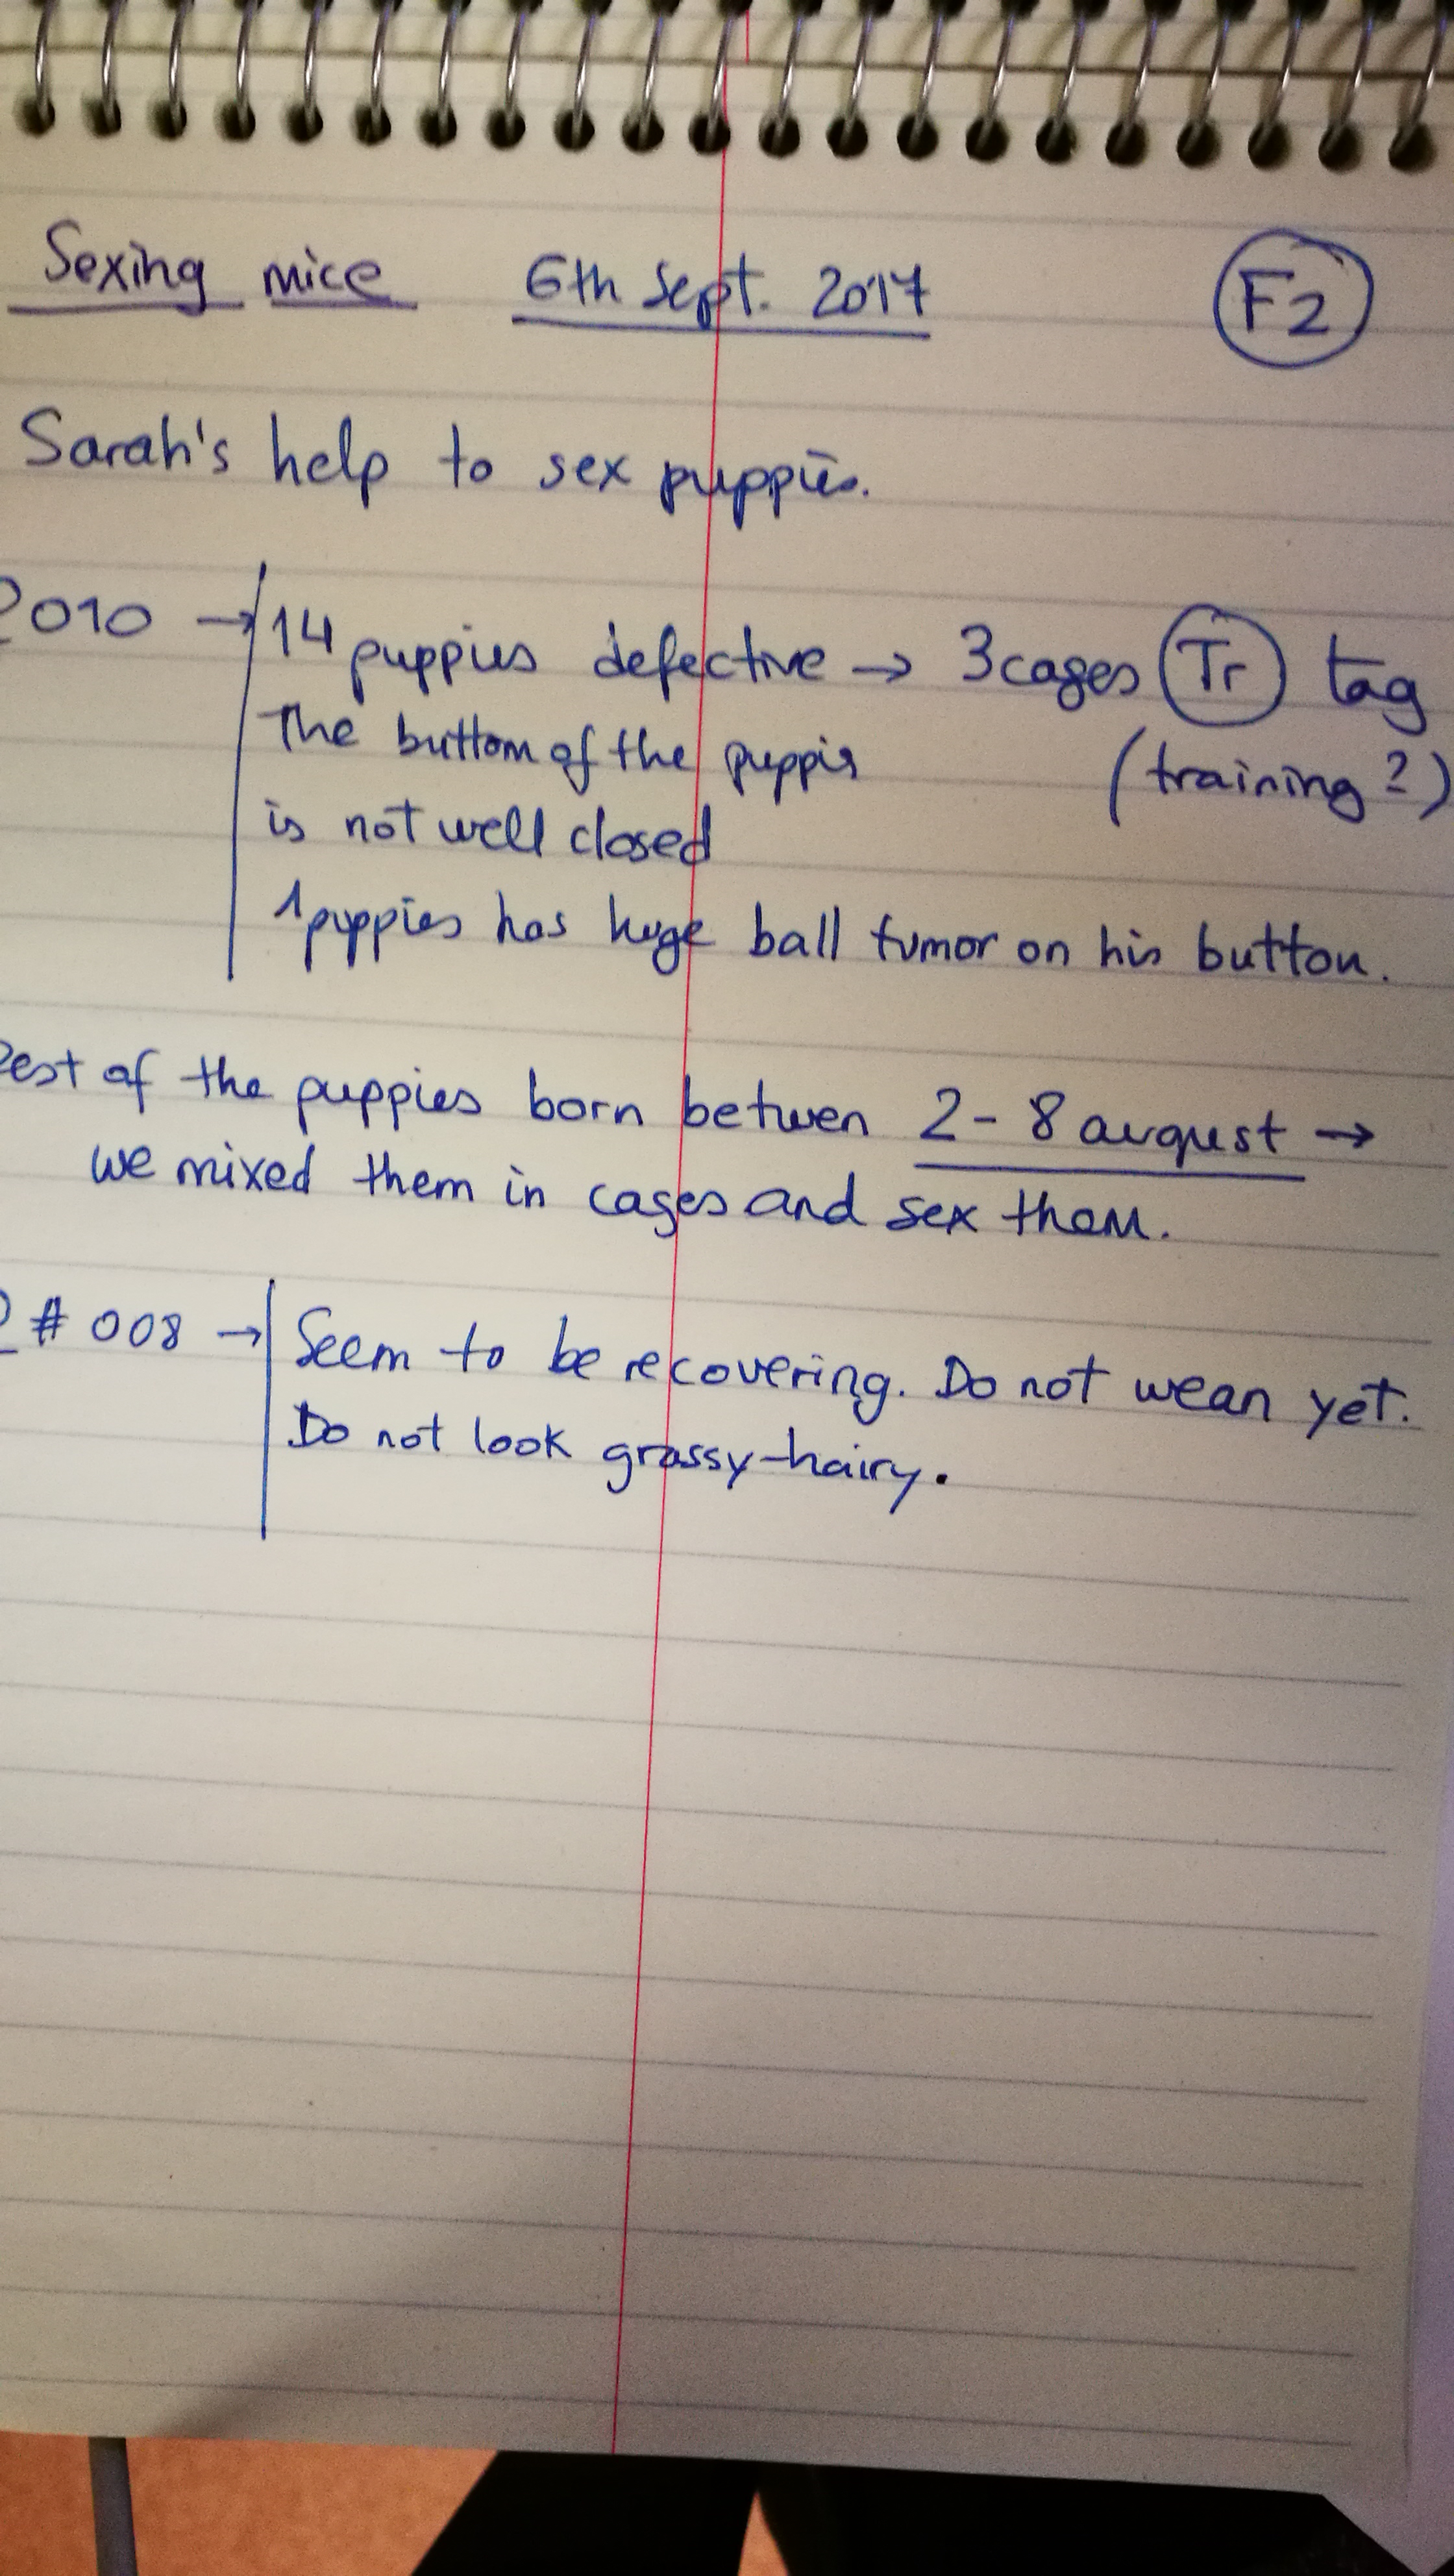 Sexing mice 6th Sept. 2017 F2
Sarah's help to sex puppies.
2010 → 14 puppies defective → 3 cages Tr tag
The buttom of the puppis (training?)
is not well closed
1 puppies has huge ball tumor on his button.
Rest of the puppies born betwen 2-8 august →
we mixed them in cages and sex them.
# 008 → Seem to be recovering. Do not wean yet.
Do not look grassy-hairy.